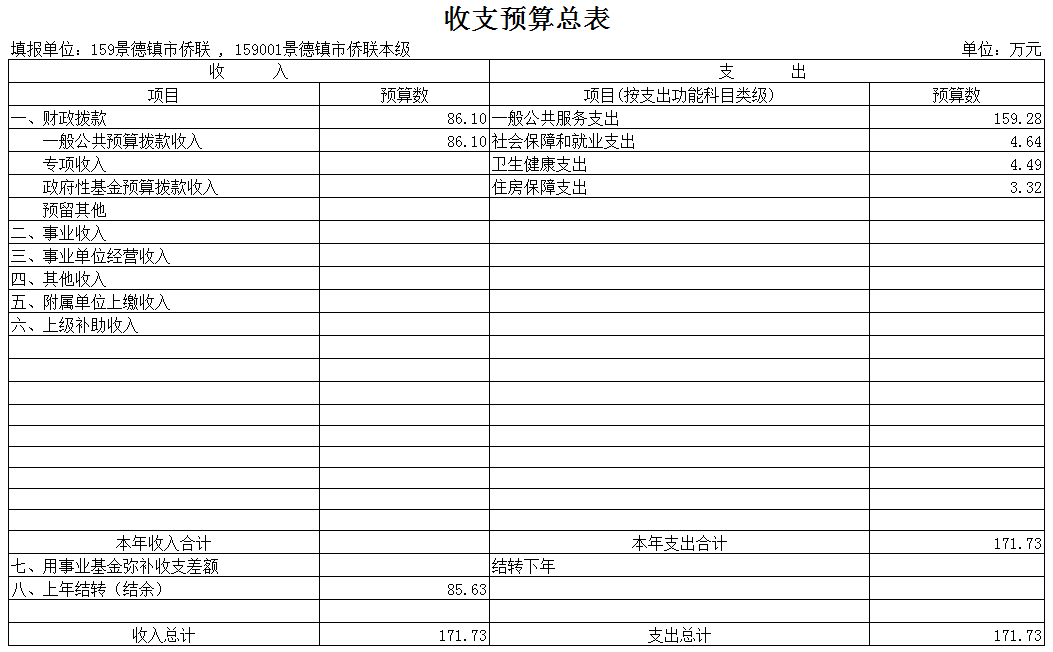 收支预算总表
填报单位：159景德镇市侨联 , 159001景德镇市侨联本级 单位：万元
收 入 支 出
项目 预算数 项目(按支出功能科目类级) 预算数
一、财政拨款 86.10 一般公共服务支出 159.28
一般公共预算拨款收入 86.10 社会保障和就业支出 4.64
专项收入 卫生健康支出 4.49
政府性基金预算拨款收入 住房保障支出 3.32
预留其他
二、事业收入
三、事业单位经营收入
四、其他收入
五、附属单位上缴收入
六、上级补助收入
本年收入合计 本年支出合计 171.73
七、用事业基金弥补收支差额 结转下年
八、上年结转（结余） 85.63
收入总计 171.73 支出总计 171.73